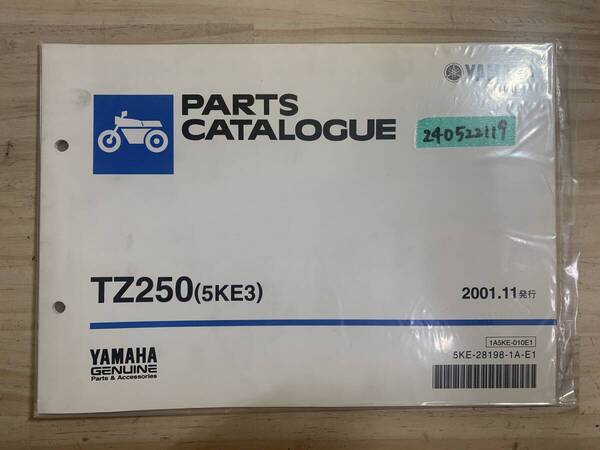 YAMAHA
PARTS
CATALOGUE
240522119
TZ250(5KE3)
2001.11発行
1A5KE-010E1
5KE-28198-1A-E1
YAMAHA
GENUINE
Parts & Accessories